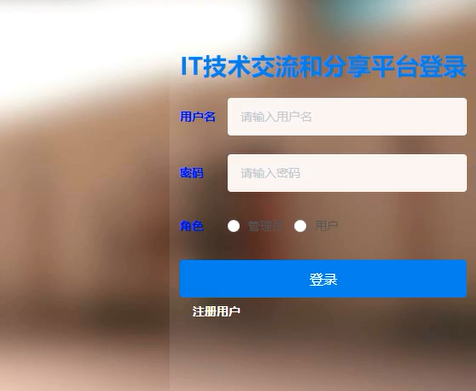 IT技术交流和分享平台登录
用户名 请输入用户名
密码 请输入密码
角色 管理员 用户
登录
注册用户